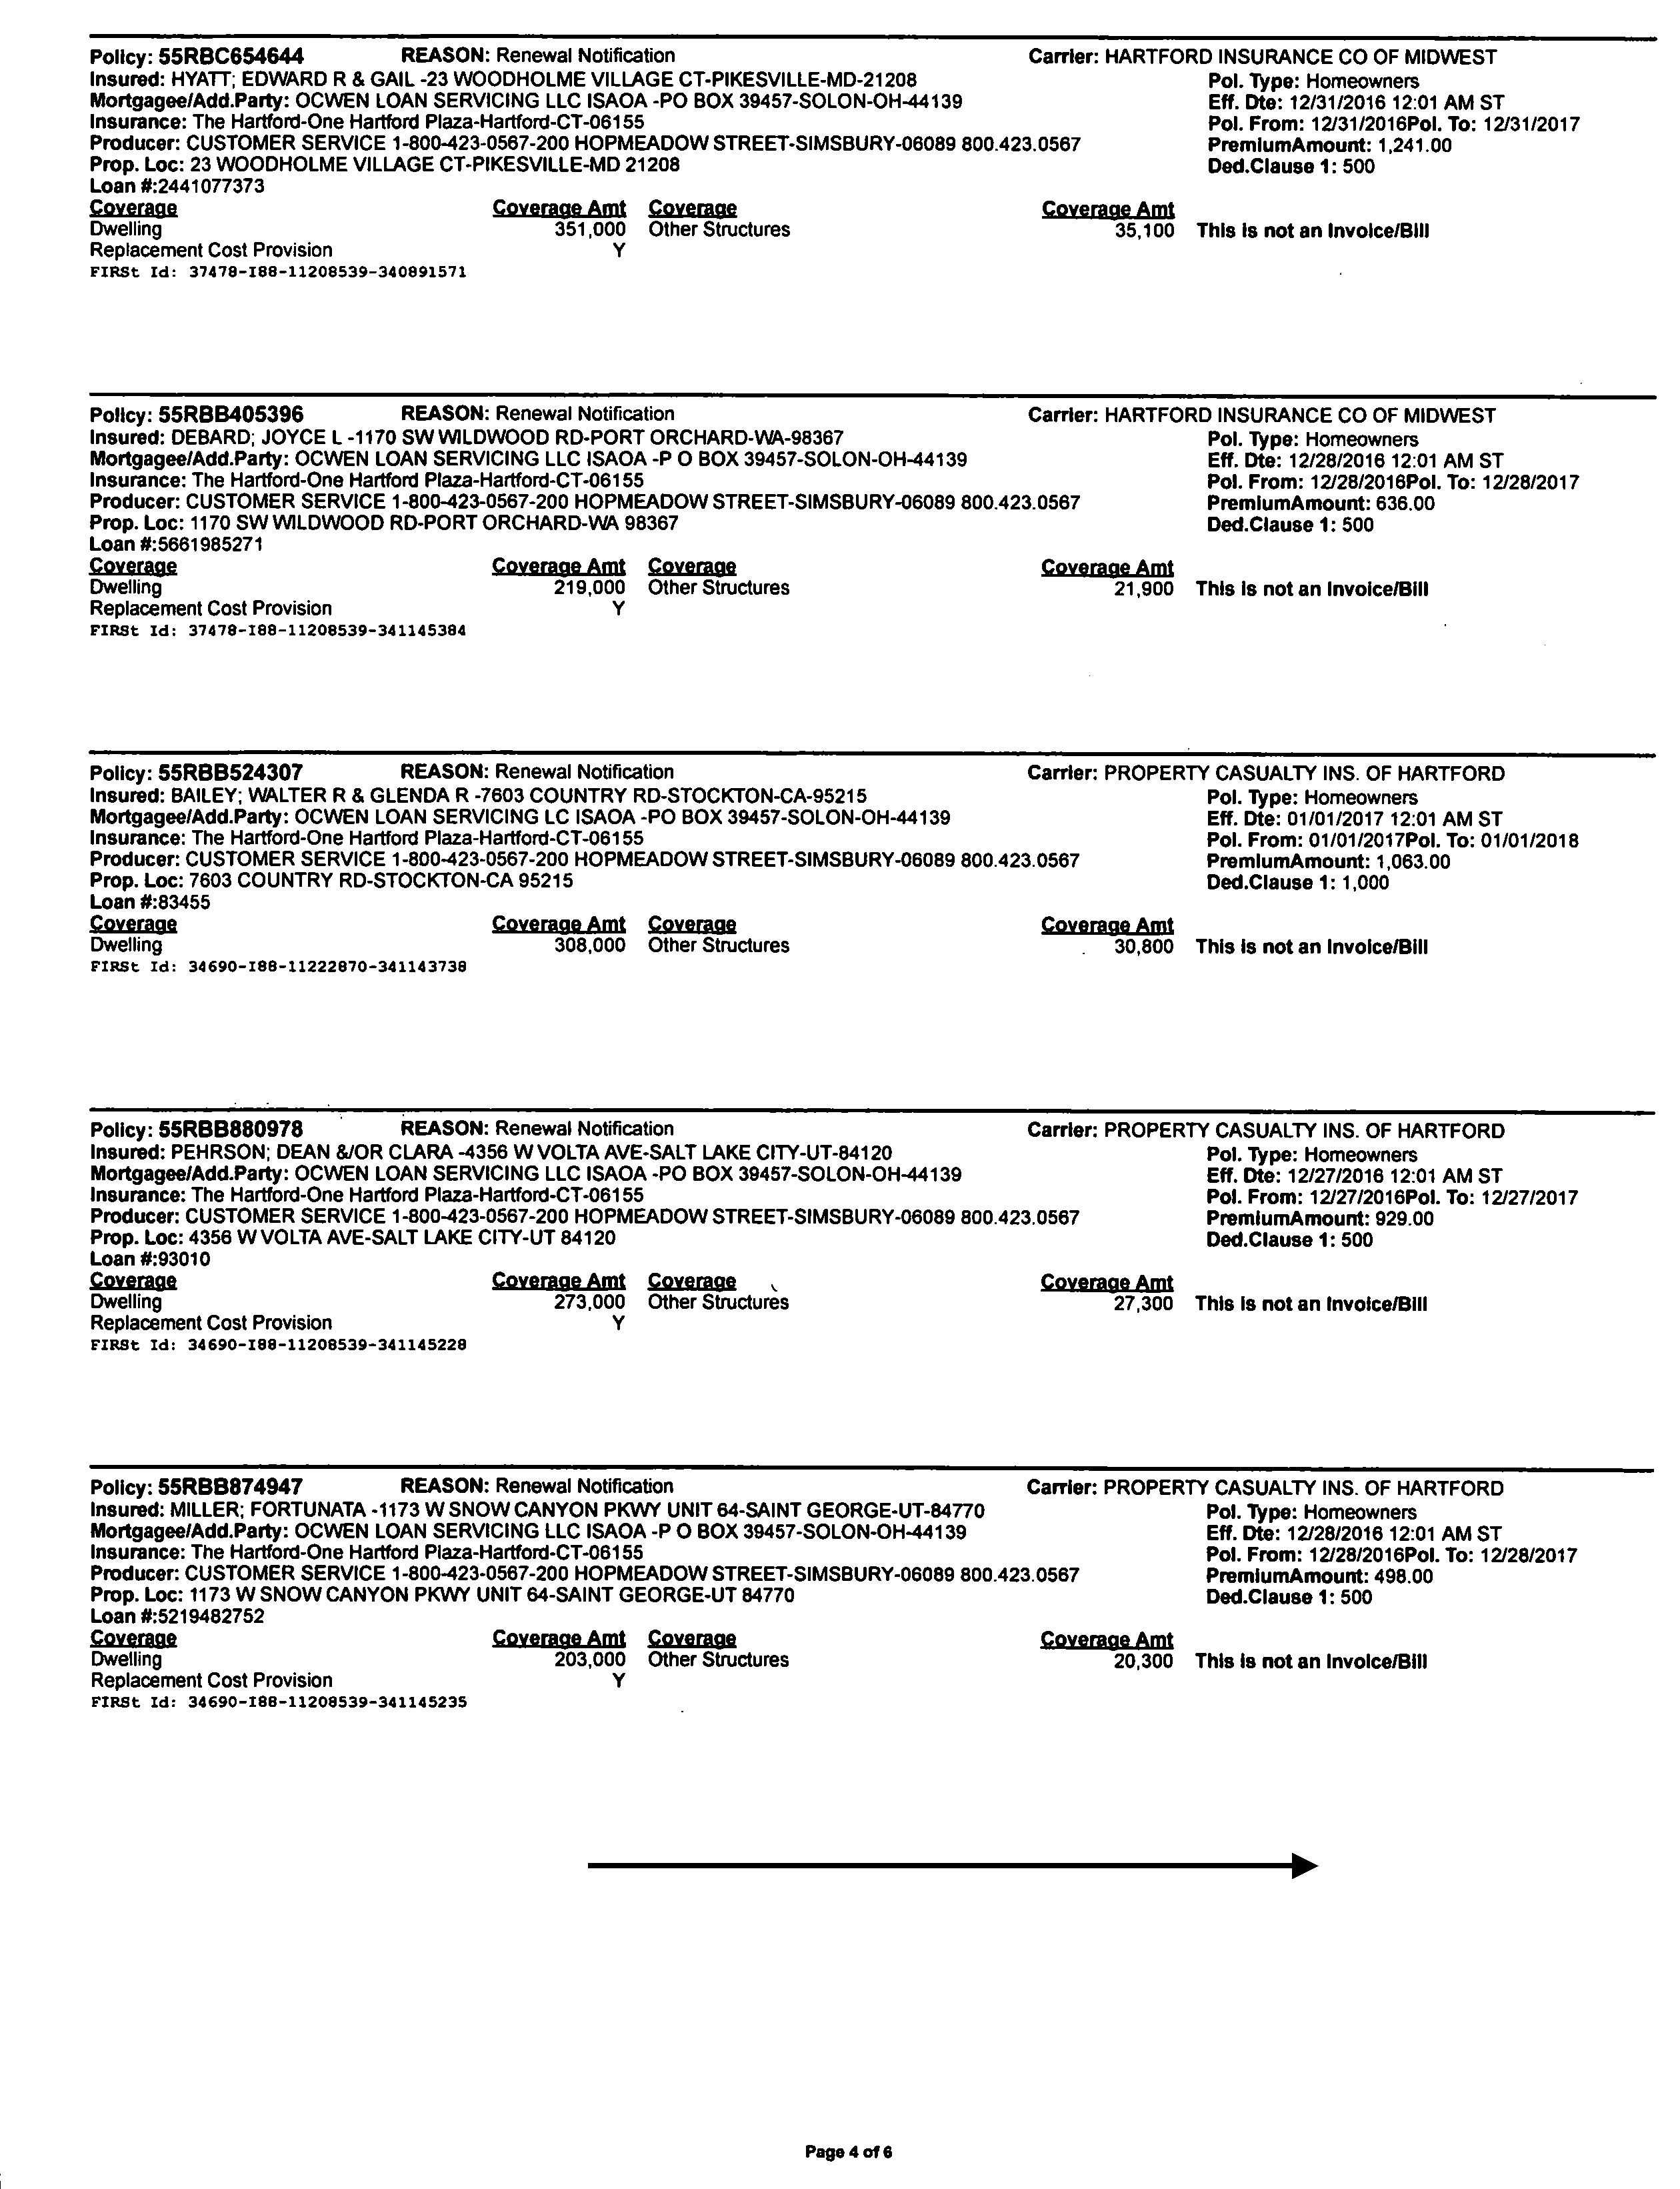 Policy: 55RBC654644 REASON: Renewal Notification Carrier: HARTFORD INSURANCE CO OF MIDWEST
Insured: HYATT; EDWARD R & GAIL -23 WOODHOLME VILLAGE CT-PIKESVILLE-MD-21208 Pol. Type: Homeowners
Mortgagee/Add.Party: OCWEN LOAN SERVICING LLC ISAOA -PO BOX 39457-SOLON-OH-44139 Eff. Dte: 12/31/2016 12:01 AM ST
Insurance: The Hartford-One Hartford Plaza-Hartford-CT-06155 Pol. From: 12/31/2016Pol. To: 12/31/2017
Producer: CUSTOMER SERVICE 1-800-423-0567-200 HOPMEADOW STREET-SIMSBURY-06089 800.423.0567 PremiumAmount: 1,241.00
Prop. Loc: 23 WOODHOLME VILLAGE CT-PIKESVILLE-MD 21208 Ded.Clause 1: 500
Loan #:2441077373
Coverage Coverage Amt Coverage Coverage Amt
Dwelling 351,000 Other Structures 35,100 This is not an Invoice/Bill
Replacement Cost Provision Y
FIRSt Id: 37478-I88-11208539-340891571
Policy: 55RBB405396 REASON: Renewal Notification Carrier: HARTFORD INSURANCE CO OF MIDWEST
Insured: DEBARD; JOYCE L -1170 SW WILDWOOD RD-PORT ORCHARD-WA-98367 Pol. Type: Homeowners
Mortgagee/Add.Party: OCWEN LOAN SERVICING LLC ISAOA -P O BOX 39457-SOLON-OH-44139 Eff. Dte: 12/28/2016 12:01 AM ST
Insurance: The Hartford-One Hartford Plaza-Hartford-CT-06155 Pol. From: 12/28/2016Pol. To: 12/28/2017
Producer: CUSTOMER SERVICE 1-800-423-0567-200 HOPMEADOW STREET-SIMSBURY-06089 800.423.0567 PremiumAmount: 636.00
Prop. Loc: 1170 SW WILDWOOD RD-PORT ORCHARD-WA 98367 Ded.Clause 1: 500
Loan #:5661985271
Coverage Coverage Amt Coverage Coverage Amt
Dwelling 219,000 Other Structures 21,900 This is not an Invoice/Bill
Replacement Cost Provision Y
FIRSt Id: 37478-I88-11208539-341145384
Policy: 55RBB524307 REASON: Renewal Notification Carrier: PROPERTY CASUALTY INS. OF HARTFORD
Insured: BAILEY; WALTER R & GLENDA R -7603 COUNTRY RD-STOCKTON-CA-95215 Pol. Type: Homeowners
Mortgagee/Add.Party: OCWEN LOAN SERVICING LC ISAOA -PO BOX 39457-SOLON-OH-44139 Eff. Dte: 01/01/2017 12:01 AM ST
Insurance: The Hartford-One Hartford Plaza-Hartford-CT-06155 Pol. From: 01/01/2017Pol. To: 01/01/2018
Producer: CUSTOMER SERVICE 1-800-423-0567-200 HOPMEADOW STREET-SIMSBURY-06089 800.423.0567 PremiumAmount: 1,063.00
Prop. Loc: 7603 COUNTRY RD-STOCKTON-CA 95215 Ded.Clause 1: 1,000
Loan #:83455
Coverage Coverage Amt Coverage Coverage Amt
Dwelling 308,000 Other Structures 30,800 This is not an Invoice/Bill
FIRSt Id: 34690-I88-11222870-341143738
Policy: 55RBB880978 REASON: Renewal Notification Carrier: PROPERTY CASUALTY INS. OF HARTFORD
Insured: PEHRSON; DEAN &/OR CLARA -4356 W VOLTA AVE-SALT LAKE CITY-UT-84120 Pol. Type: Homeowners
Mortgagee/Add.Party: OCWEN LOAN SERVICING LLC ISAOA -PO BOX 39457-SOLON-OH-44139 Eff. Dte: 12/27/2016 12:01 AM ST
Insurance: The Hartford-One Hartford Plaza-Hartford-CT-06155 Pol. From: 12/27/2016Pol. To: 12/27/2017
Producer: CUSTOMER SERVICE 1-800-423-0567-200 HOPMEADOW STREET-SIMSBURY-06089 800.423.0567 PremiumAmount: 929.00
Prop. Loc: 4356 W VOLTA AVE-SALT LAKE CITY-UT 84120 Ded.Clause 1: 500
Loan #:93010
Coverage Coverage Amt Coverage Coverage Amt
Dwelling 273,000 Other Structures 27,300 This is not an Invoice/Bill
Replacement Cost Provision Y
FIRSt Id: 34690-I88-11208539-341145228
Policy: 55RBB874947 REASON: Renewal Notification Carrier: PROPERTY CASUALTY INS. OF HARTFORD
Insured: MILLER; FORTUNATA -1173 W SNOW CANYON PKWY UNIT 64-SAINT GEORGE-UT-84770 Pol. Type: Homeowners
Mortgagee/Add.Party: OCWEN LOAN SERVICING LLC ISAOA -P O BOX 39457-SOLON-OH-44139 Eff. Dte: 12/28/2016 12:01 AM ST
Insurance: The Hartford-One Hartford Plaza-Hartford-CT-06155 Pol. From: 12/28/2016Pol. To: 12/28/2017
Producer: CUSTOMER SERVICE 1-800-423-0567-200 HOPMEADOW STREET-SIMSBURY-06089 800.423.0567 PremiumAmount: 498.00
Prop. Loc: 1173 W SNOW CANYON PKWY UNIT 64-SAINT GEORGE-UT 84770 Ded.Clause 1: 500
Loan #:5219482752
Coverage Coverage Amt Coverage Coverage Amt
Dwelling 203,000 Other Structures 20,300 This is not an Invoice/Bill
Replacement Cost Provision Y
FIRSt Id: 34690-I88-11208539-341145235
Page 4 of 6